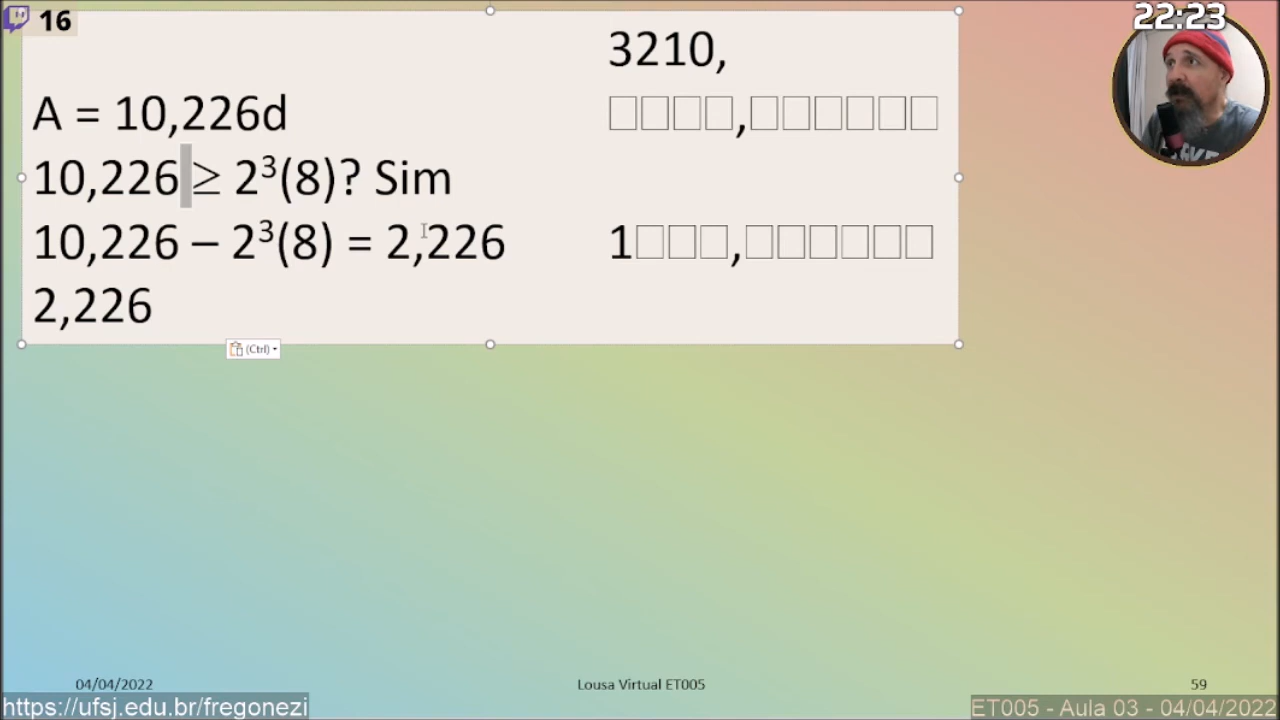 16
22:23
3210,
A = 10,226d □□□□,□□□□□□
10,226 ≥ 2³(8)? Sim
10,226 – 2³(8) = 2,226 1□□□,□□□□□□
2,226
(Ctrl)
04/04/2022 Lousa Virtual ET005 59
https://ufsj.edu.br/fregonezi ET005 - Aula 03 - 04/04/2022